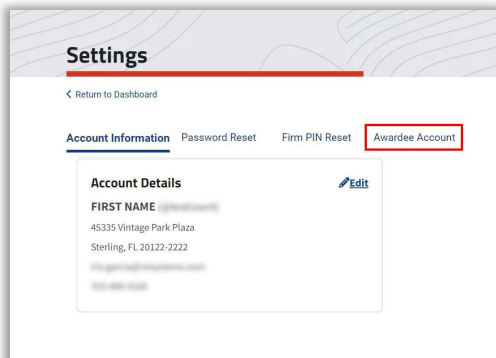 Settings
Return to Dashboard
Account Information Password Reset Firm PIN Reset Awardee Account
Account Details Edit
FIRST NAME
45335 Vintage Park Plaza
Sterling, FL 20122-2222